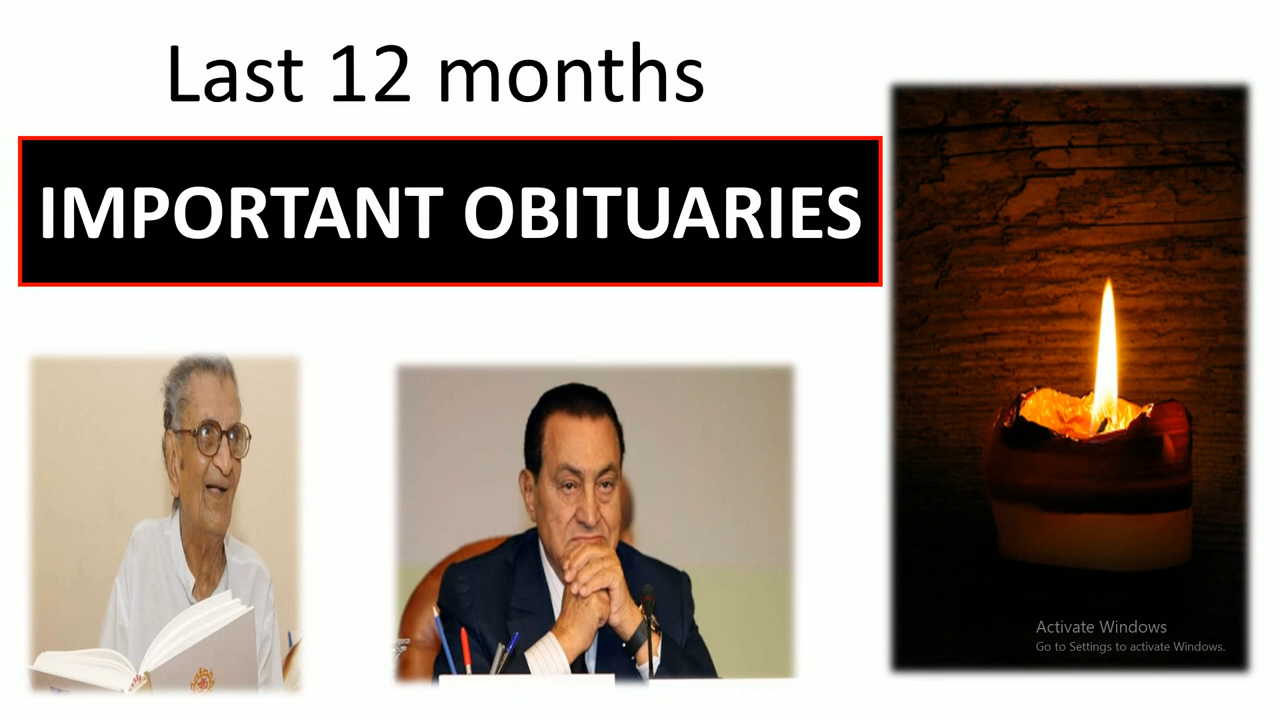 Last 12 months
IMPORTANT OBITUARIES
Activate Windows
Go to Settings to activate Windows.